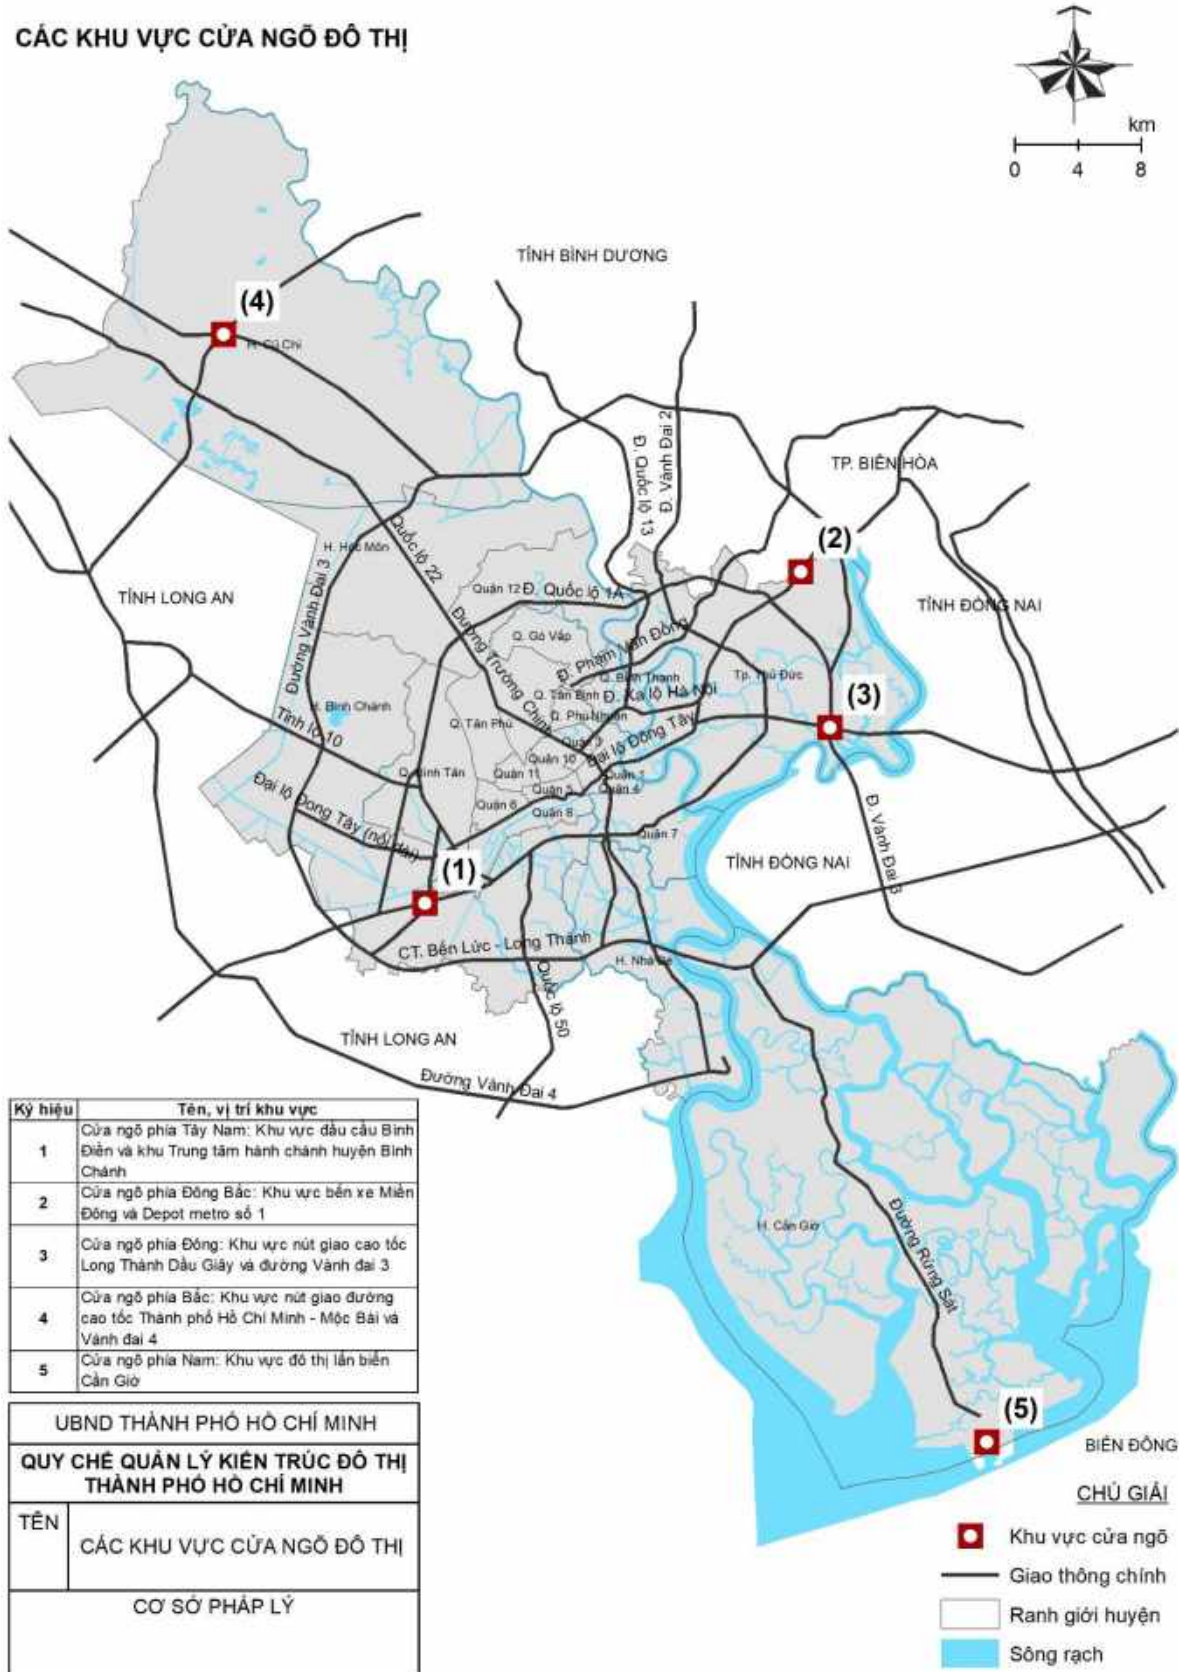 CÁC KHU VỰC CỬA NGÕ ĐÔ THỊ
km
0 4 8
TỈNH BÌNH DƯƠNG
(4)
H. Củ Chi
Đ. Vành Đai 2
Đ. Quốc lộ 13
TP. BIÊN HÒA
(2)
Quốc lộ 22
H. Hóc Môn
TỈNH LONG AN
Quận 12
Đ. Quốc lộ 1A
TỈNH ĐỒNG NAI
Đường Vành Đai 3
Đường Trường Chinh
Q. Gò Vấp
Đ. Phạm Văn Đồng
Q. Bình Thạnh
Tp. Thủ Đức
(3)
Q. Tân Bình
Đ. Xa lộ Hà Nội
H. Bình Chánh
Q. Tân Phú
Q. Phú Nhuận
Tỉnh lộ 10
Quận 3
Đại lộ Đông Tây
Quận 10
Q. Bình Tân
Quận 11
Quận 1
Quận 5
Quận 4
Đại lộ Đong Tây (nối dài)
Quận 6
Quận 8
Quận 7
Đ. Vành Đai 3
TỈNH ĐỒNG NAI
(1)
CT. Bến Lức - Long Thành
H. Nhà Bè
Quốc lộ 50
TỈNH LONG AN
Đường Vành Đai 4
H. Cần Giờ
Đường Rừng Sát
(5)
BIỂN ĐÔNG
Ký hiệu Tên, vị trí khu vực
1 Cửa ngõ phía Tây Nam: Khu vực đầu cầu Bình
Điền và khu Trung tâm hành chánh huyện Bình
Chánh
2 Cửa ngõ phía Đông Bắc: Khu vực bến xe Miền
Đông và Depot metro số 1
3 Cửa ngõ phía Đông: Khu vực nút giao cao tốc
Long Thành Dầu Giây và đường Vành đai 3
4 Cửa ngõ phía Bắc: Khu vực nút giao đường
cao tốc Thành phố Hồ Chí Minh - Mộc Bài và
Vành đai 4
5 Cửa ngõ phía Nam: Khu vực đô thị lấn biển
Cần Giờ
UBND THÀNH PHỐ HỒ CHÍ MINH
QUY CHẾ QUẢN LÝ KIẾN TRÚC ĐÔ THỊ
THÀNH PHỐ HỒ CHÍ MINH
TÊN
CÁC KHU VỰC CỬA NGÕ ĐÔ THỊ
CƠ SỞ PHÁP LÝ
CHÚ GIẢI
Khu vực cửa ngõ
Giao thông chính
Ranh giới huyện
Sông rạch